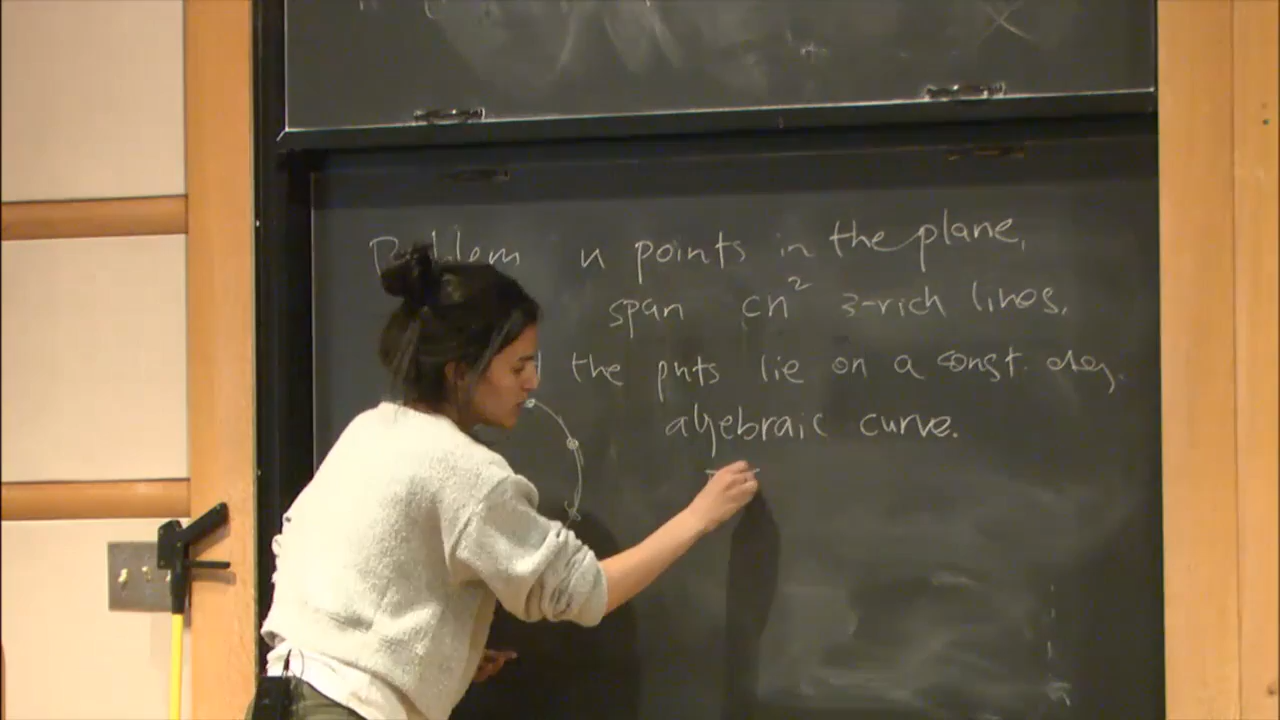 Problem n points in the plane,
span cn² 3-rich lines.
the pnts lie on a const. deg.
algebraic curve.